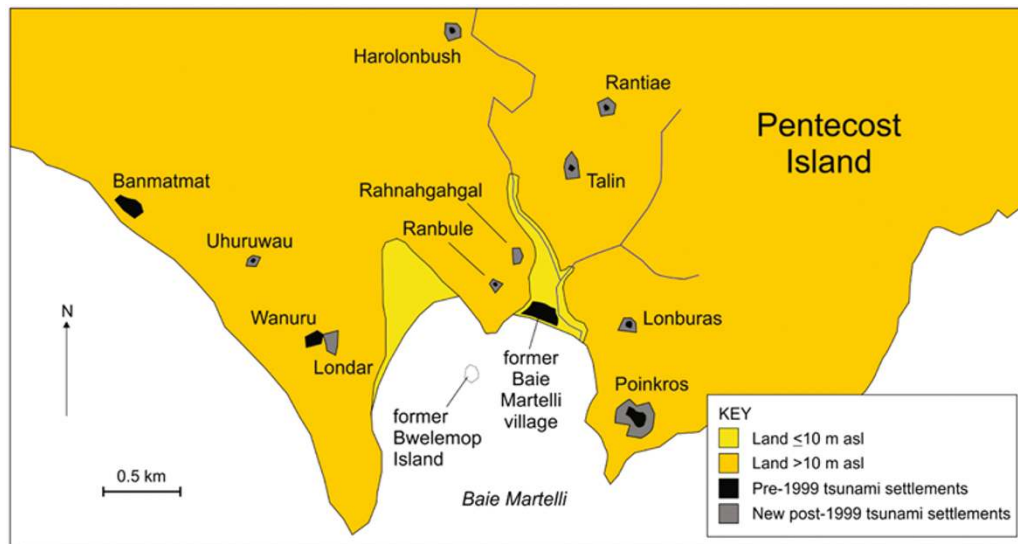 Harolonbush
Rantiae
Pentecost
Island
Banmatmat
Rahnahgahgal
Talin
Ranbule
Uhuruwau
N
Wanuru
Lonburas
Londar
former
Baie
Martelli
village
Poinkros
former
Bwelemop
Island
0.5 km
Baie Martelli
KEY
Land ≤10 m asl
Land >10 m asl
Pre-1999 tsunami settlements
New post-1999 tsunami settlements